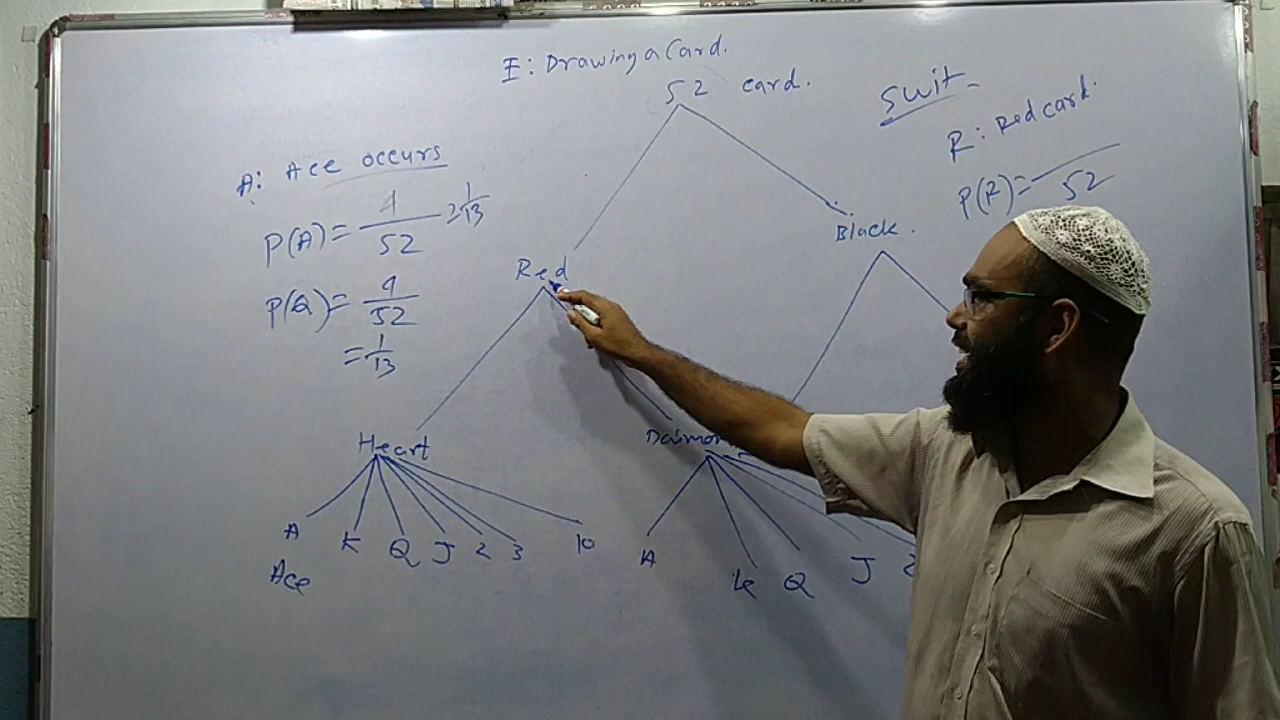 E: Drawing a Card.
52 card.
Suit -
R: Red card.
P(R)= /52
A: Ace occurs
P(A)= 4/52 = 1/13
P(Q)= 4/52
= 1/13
Red
Black.
Heart
A K Q J 2 3 10
Ace
A K Q J 2